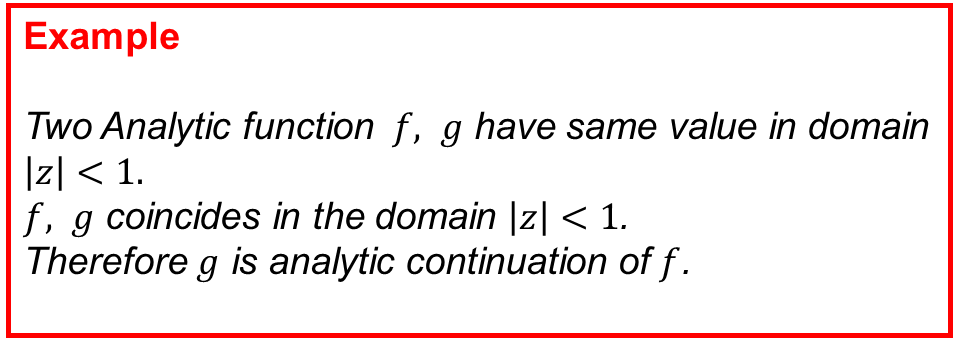 Example
Two Analytic function f, g have same value in domain
|z| < 1.
f, g coincides in the domain |z| < 1.
Therefore g is analytic continuation of f.